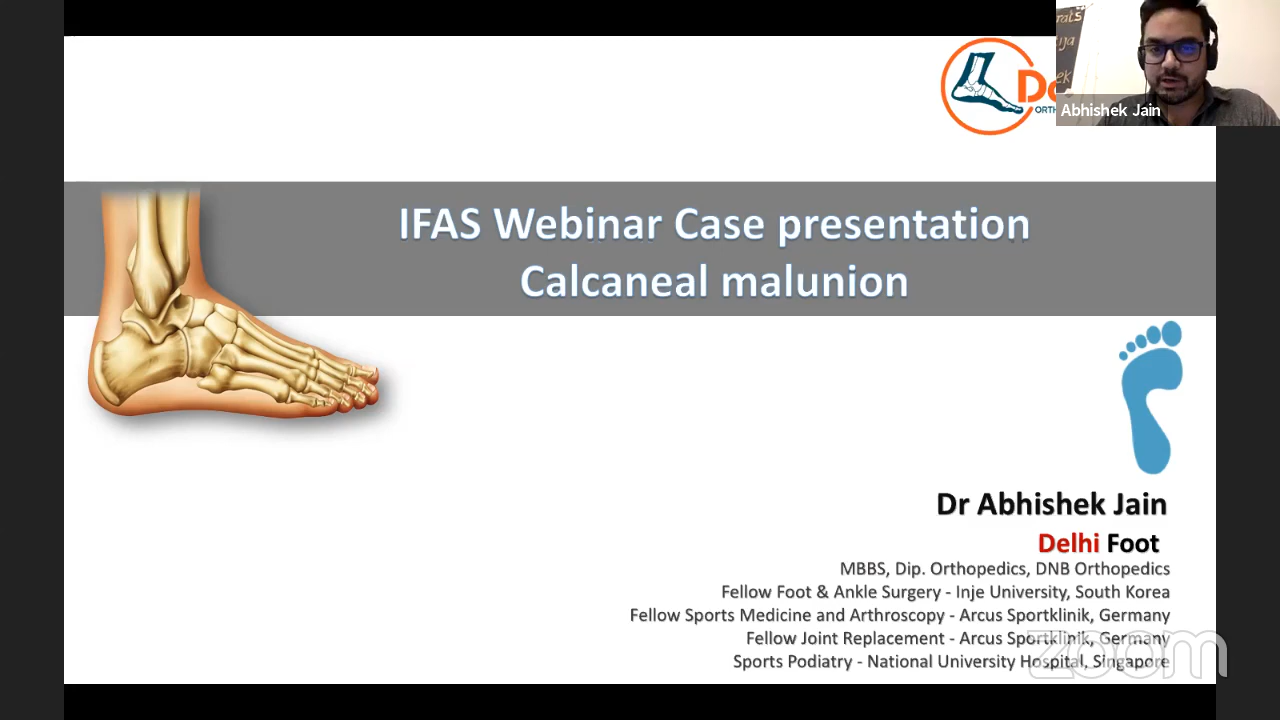 Abhishek Jain
IFAS Webinar Case presentation
Calcaneal malunion
Dr Abhishek Jain
Delhi Foot
MBBS, Dip. Orthopedics, DNB Orthopedics
Fellow Foot & Ankle Surgery - Inje University, South Korea
Fellow Sports Medicine and Arthroscopy - Arcus Sportklinik, Germany
Fellow Joint Replacement - Arcus Sportklinik, Germany
Sports Podiatry - National University Hospital, Singapore
zoom